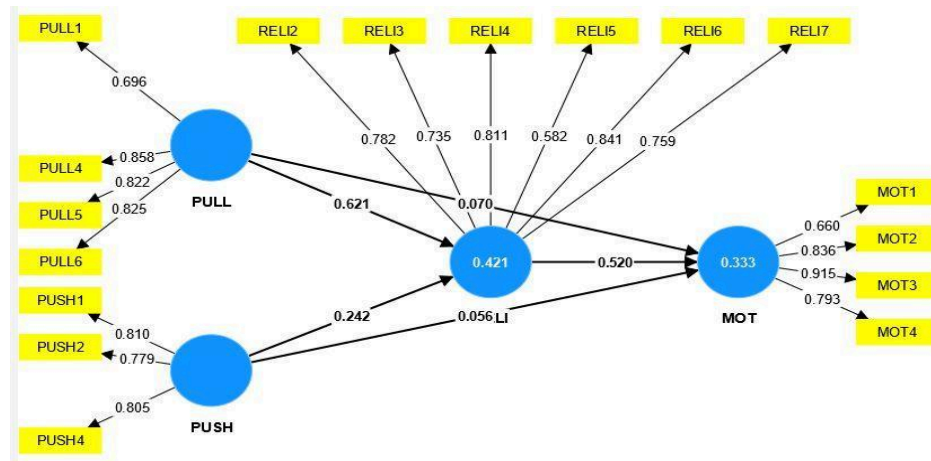 PULL1
RELI2
RELI3
RELI4
RELI5
RELI6
RELI7
0.696
0.782
0.735
0.811
0.582
0.841
0.759
PULL4
0.858
0.822
0.825
PULL5
PULL
PULL6
0.621
0.070
MOT1
0.660
MOT2
0.836
0.421
0.520
0.333
0.915
MOT3
0.793
MOT4
PUSH1
0.810
0.242
0.056
LI
MOT
PUSH2
0.779
0.805
PUSH4
PUSH